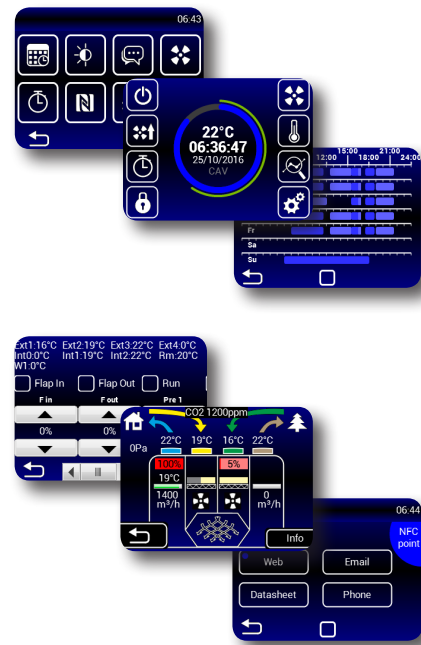 06:43
22°C
06:36:47
25/10/2016
CAV
15:00 21:00
12:00 18:00 24:00
Fr
Sa
Su
Ext1:16°C Ext2:19°C Ext3:22°C Ext4:0°C
Int0:0°C Int1:19°C Int2:22°C Rm:20°C
W1:0°C
Flap In Flap Out Run
F in F out Pre 1
0% 0%
CO2 1200ppm
0Pa 22°C 19°C 16°C 22°C
100% 5%
19°C
1400 m³/h
0 m³/h
Info
06:44
NFC
point
Web Email
Datasheet Phone